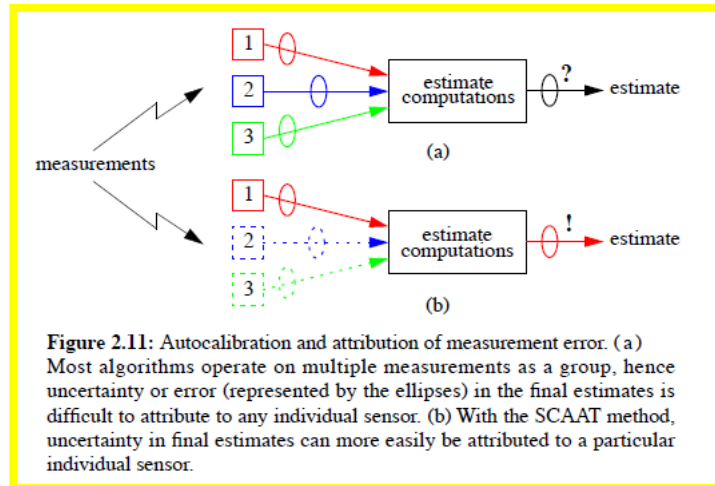 1
2
3
estimate
computations
?
estimate
(a)
measurements
1
2
3
estimate
computations
!
estimate
(b)
Figure 2.11: Autocalibration and attribution of measurement error. (a)
Most algorithms operate on multiple measurements as a group, hence
uncertainty or error (represented by the ellipses) in the final estimates is
difficult to attribute to any individual sensor. (b) With the SCAAT method,
uncertainty in final estimates can more easily be attributed to a particular
individual sensor.